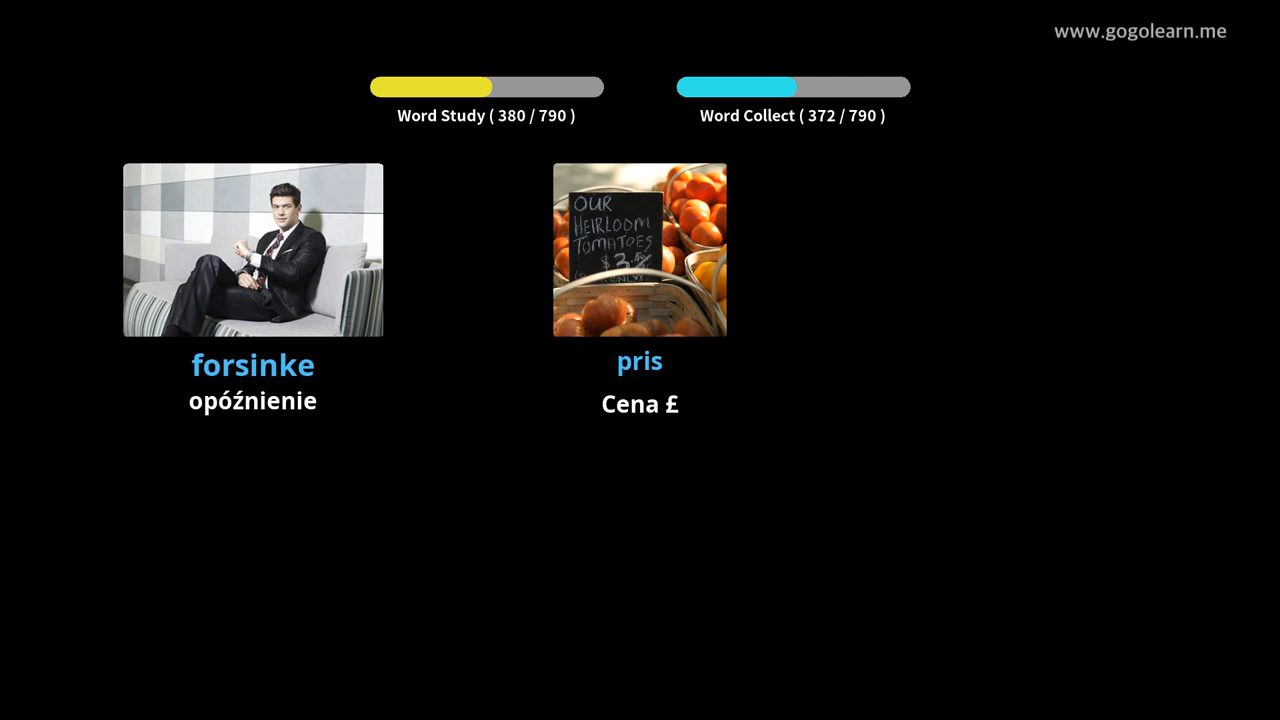 www.gogolearn.me
Word Study ( 380 / 790 )
Word Collect ( 372 / 790 )
OUR
HEIRLOOM
TOMATOES
forsinke
opóźnienie
pris
Cena £